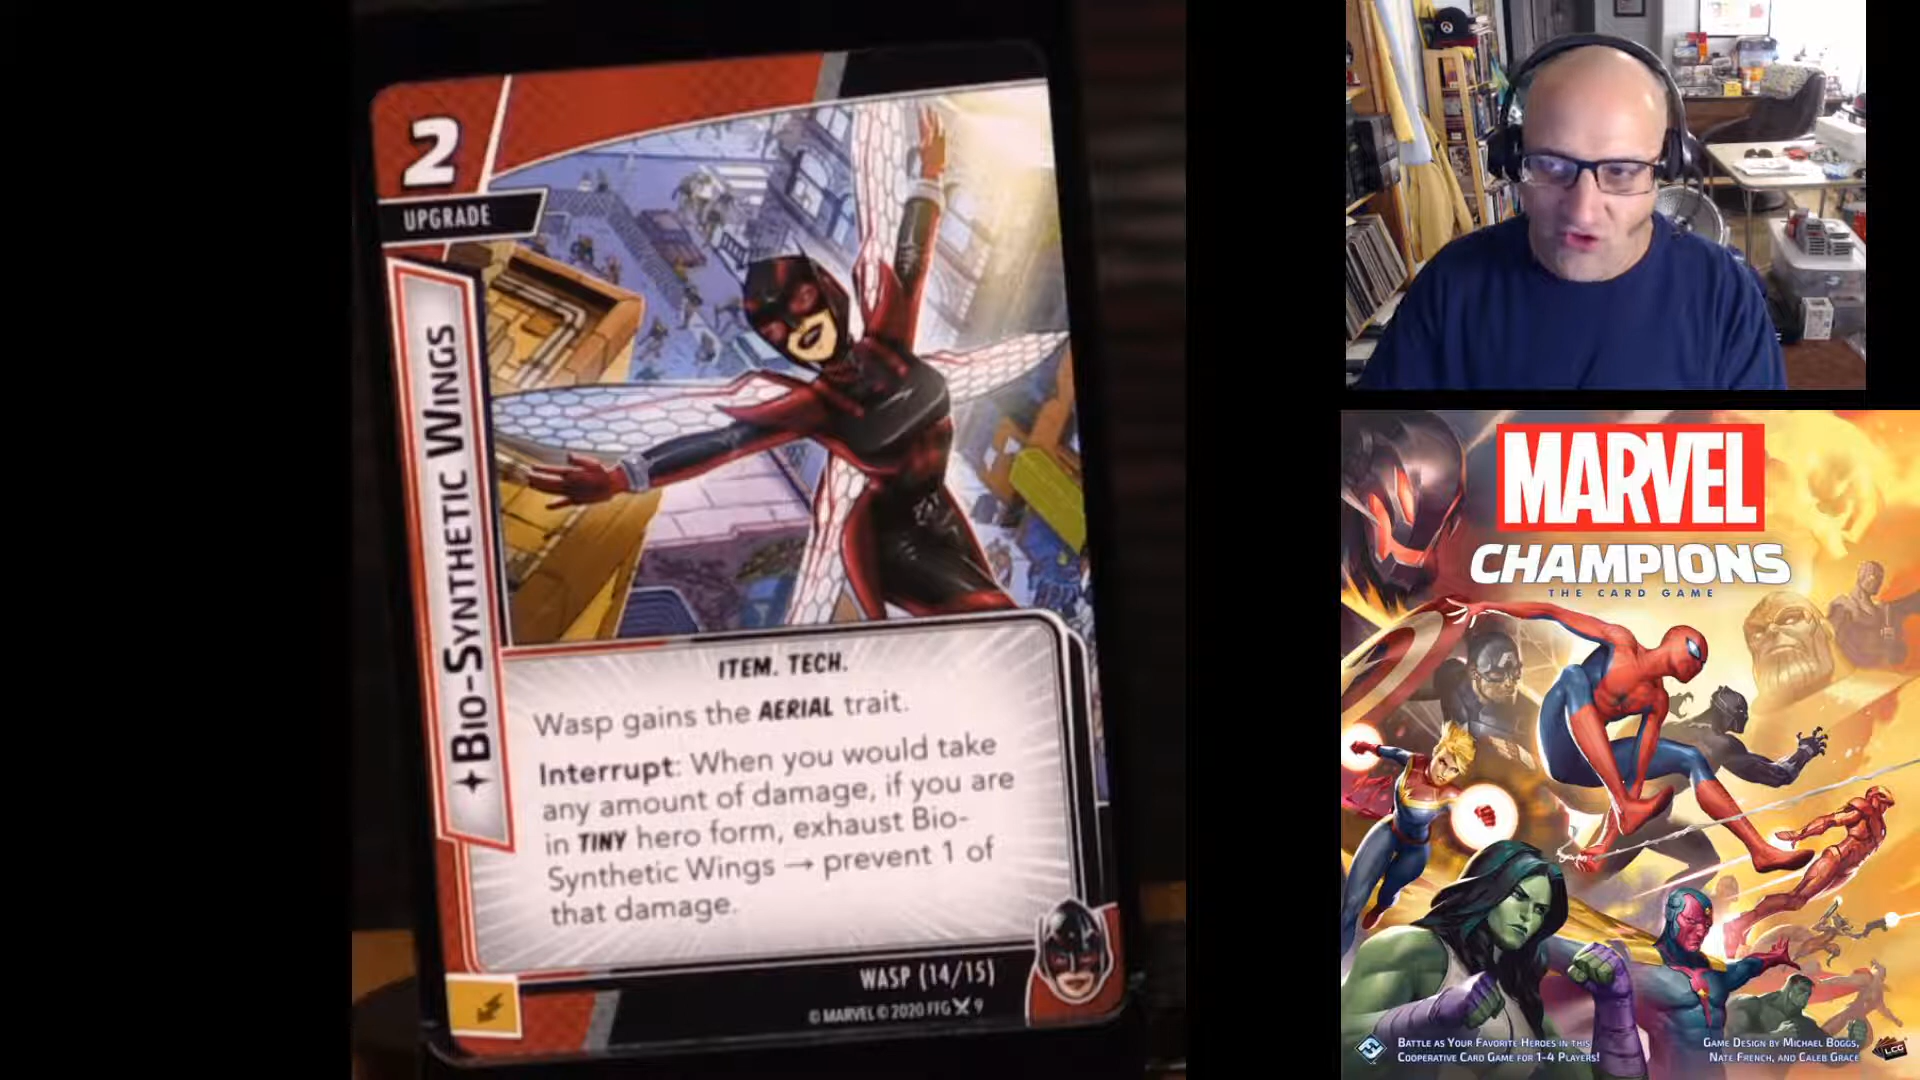 2
UPGRADE
BIO-SYNTHETIC WINGS
ITEM. TECH.
Wasp gains the AERIAL trait.
Interrupt: When you would take
any amount of damage, if you are
in TINY hero form, exhaust Bio-
Synthetic Wings → prevent 1 of
that damage.
WASP (14/15)
© MARVEL © 2020 FFG 9
MARVEL
CHAMPIONS
THE CARD GAME
BATTLE AS YOUR FAVORITE HEROES IN THIS
COOPERATIVE CARD GAME FOR 1-4 PLAYERS!
GAME DESIGN BY MICHAEL BOGGS,
NATE FRENCH, AND CALEB GRACE
LCG